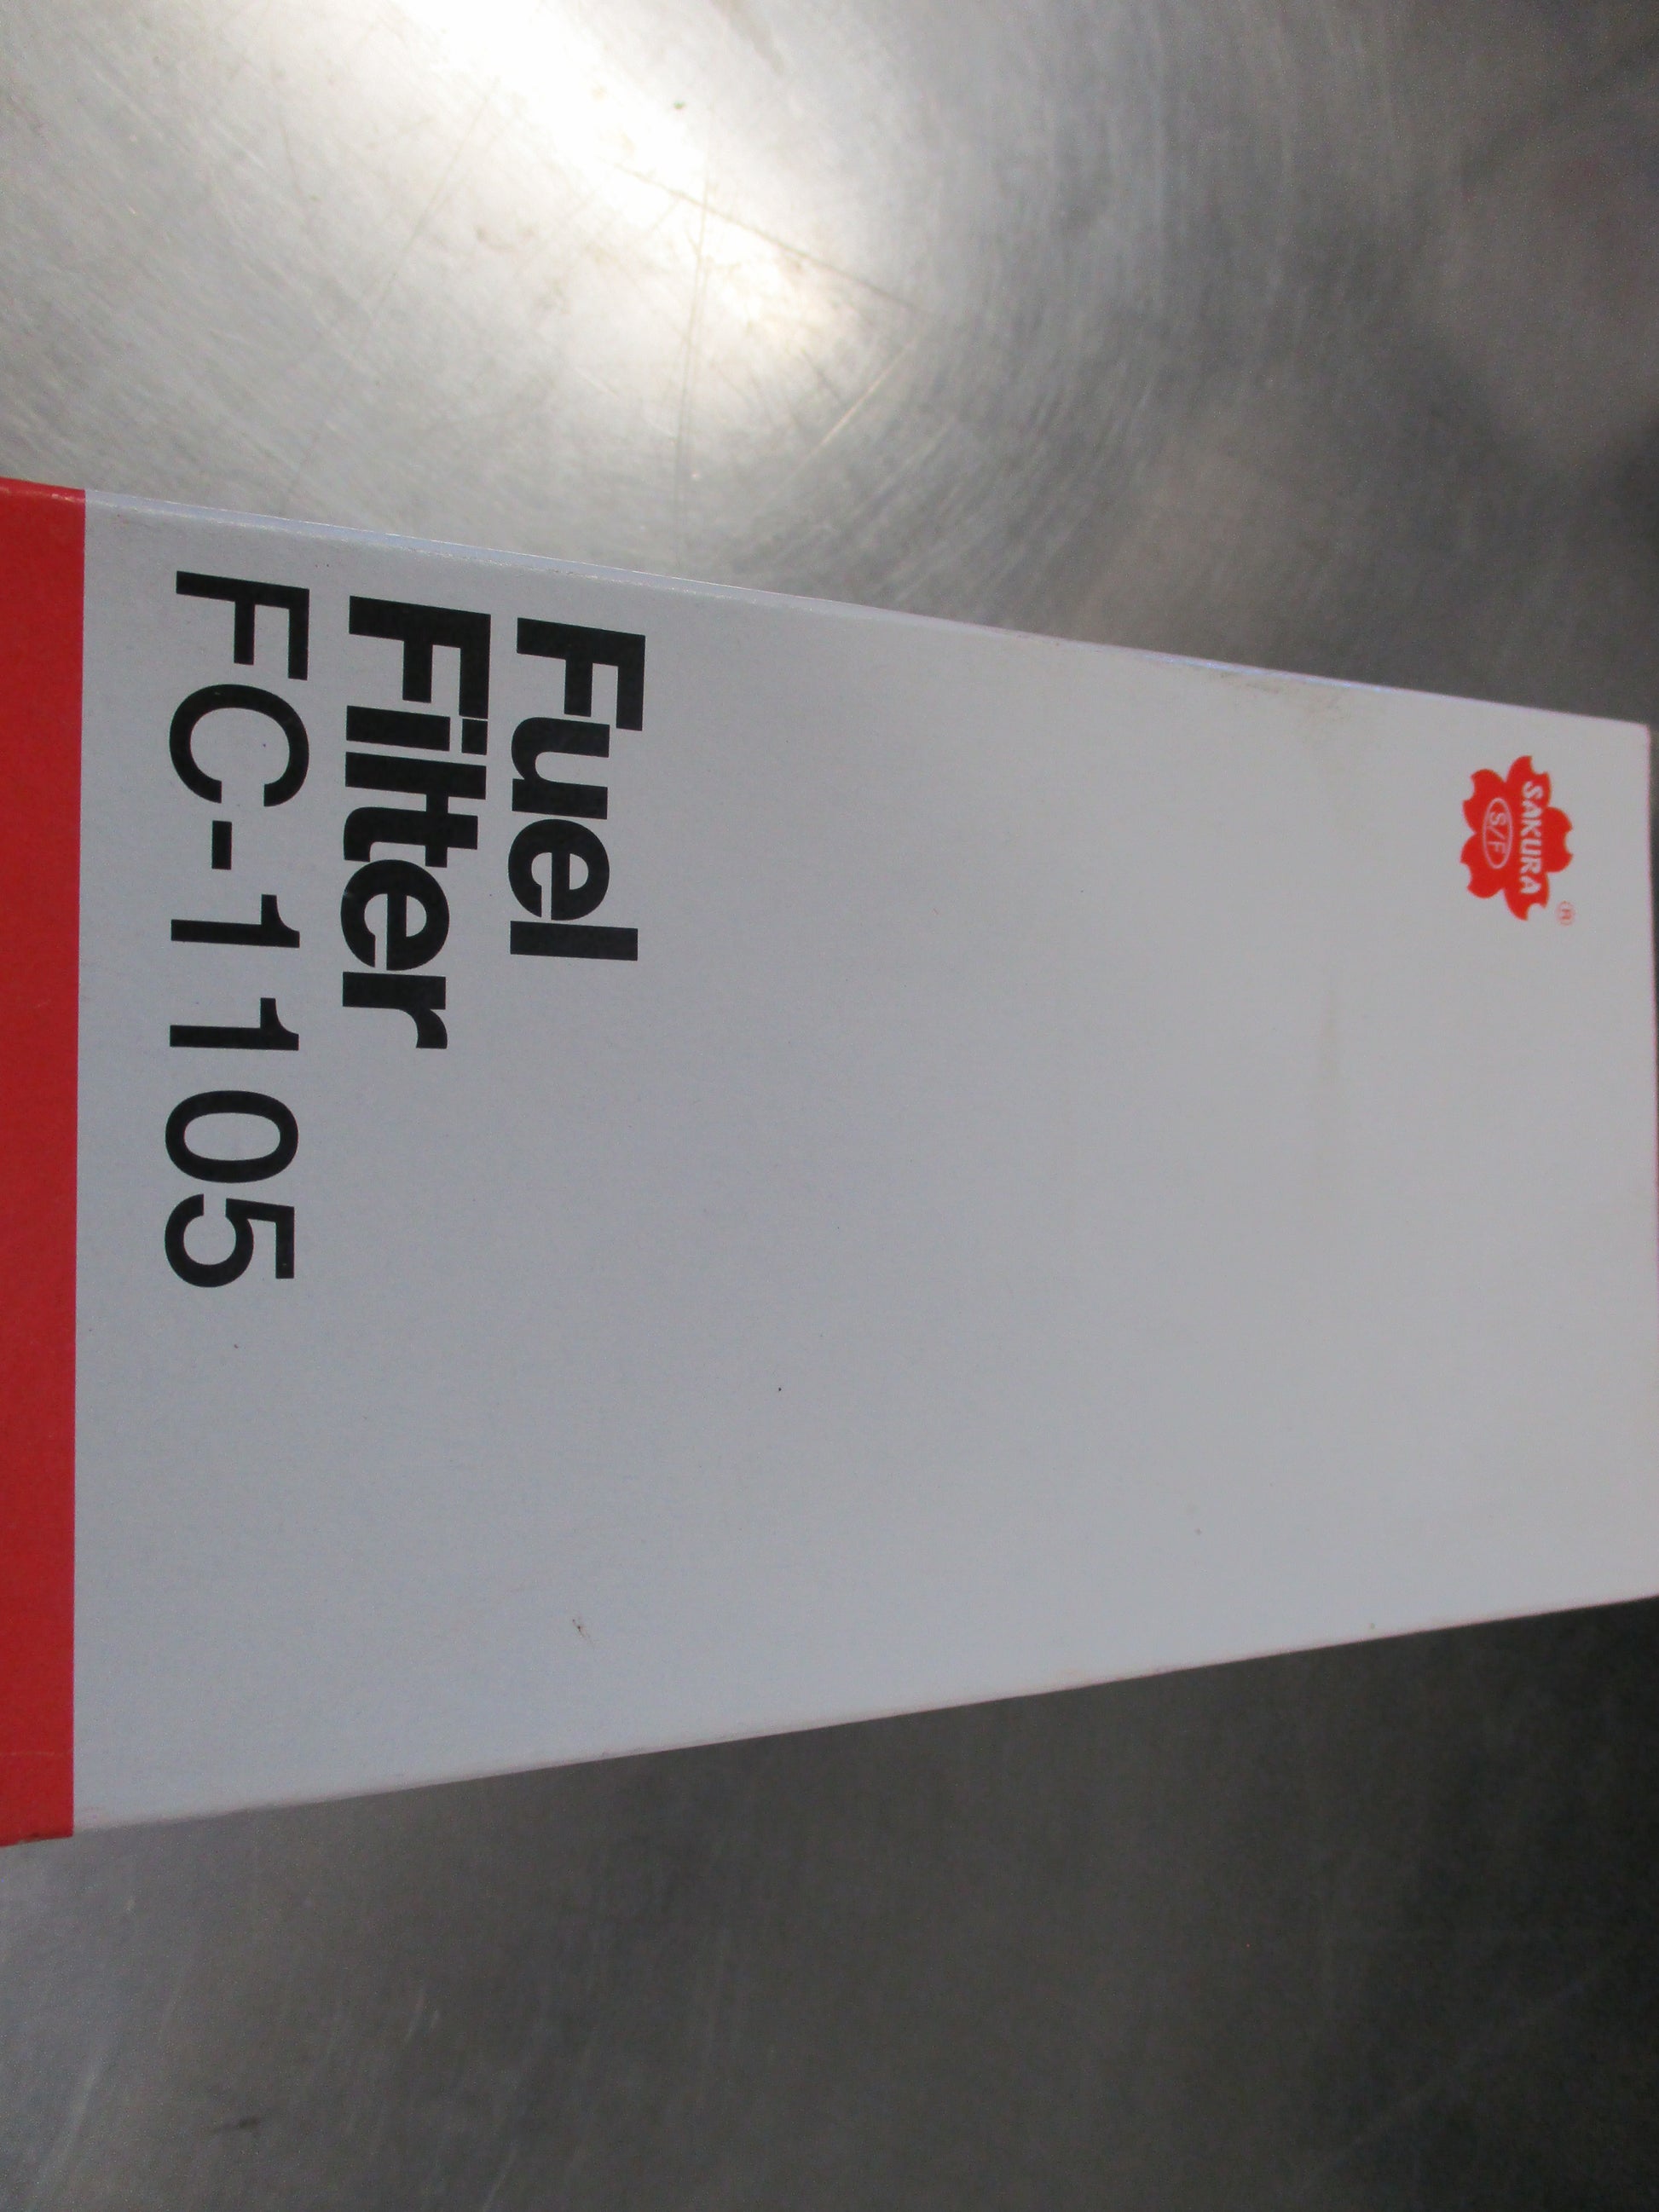 SAKURA
S/F
®
Fuel
Filter
FC-1105